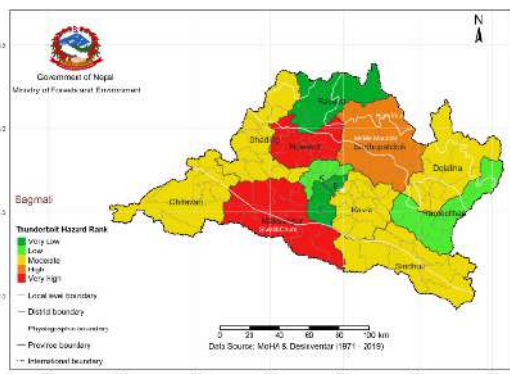 N
Government of Nepal
Ministry of Forests and Environment
Rasuwa
Dhading
Nuwakot
Sindhupalchok
Dolakha
Bagmati
Chitawan
Makwanpur
Kavre
Ramechhap
Sindhuli
Thunderbolt Hazard Rank
Very Low
Low
Moderate
High
Very High
Local level boundary
District boundary
Physiographic boundary
Province boundary
International boundary
0 20 40 60 80 100 km
Data Source: MoHA & Desinventar (1971 - 2019)